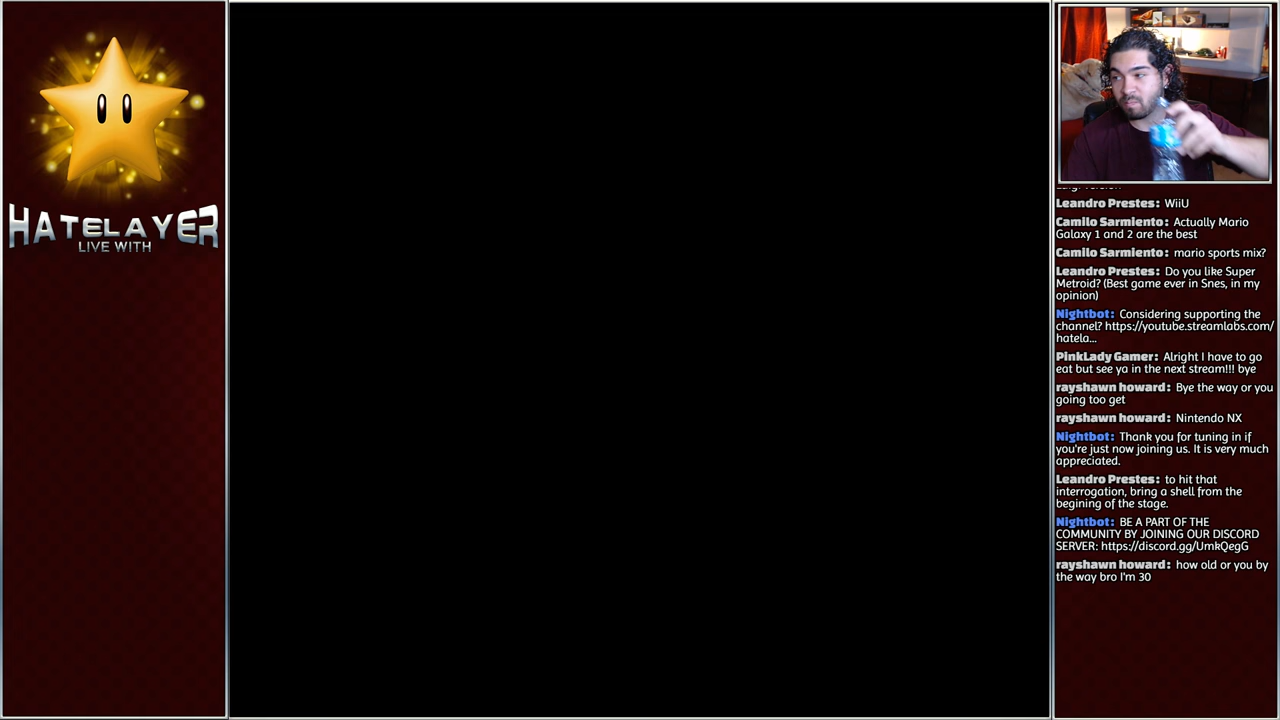 HATELAYER
LIVE WITH
Leandro Prestes: WiiU
Camilo Sarmiento: Actually Mario
Galaxy 1 and 2 are the best
Camilo Sarmiento: mario sports mix?
Leandro Prestes: Do you like Super
Metroid? (Best game ever in Snes, in my
opinion)
Nightbot: Considering supporting the
channel? https://youtube.streamlabs.com/
hatela...
PinkLady Gamer: Alright I have to go
eat but see ya in the next stream!!! bye
rayshawn howard: Bye the way or you
going too get
rayshawn howard: Nintendo NX
Nightbot: Thank you for tuning in if
you're just now joining us. It is very much
appreciated.
Leandro Prestes: to hit that
interrogation, bring a shell from the
begining of the stage.
Nightbot: BE A PART OF THE
COMMUNITY BY JOINING OUR DISCORD
SERVER: https://discord.gg/UmkQegG
rayshawn howard: how old or you by
the way bro I'm 30